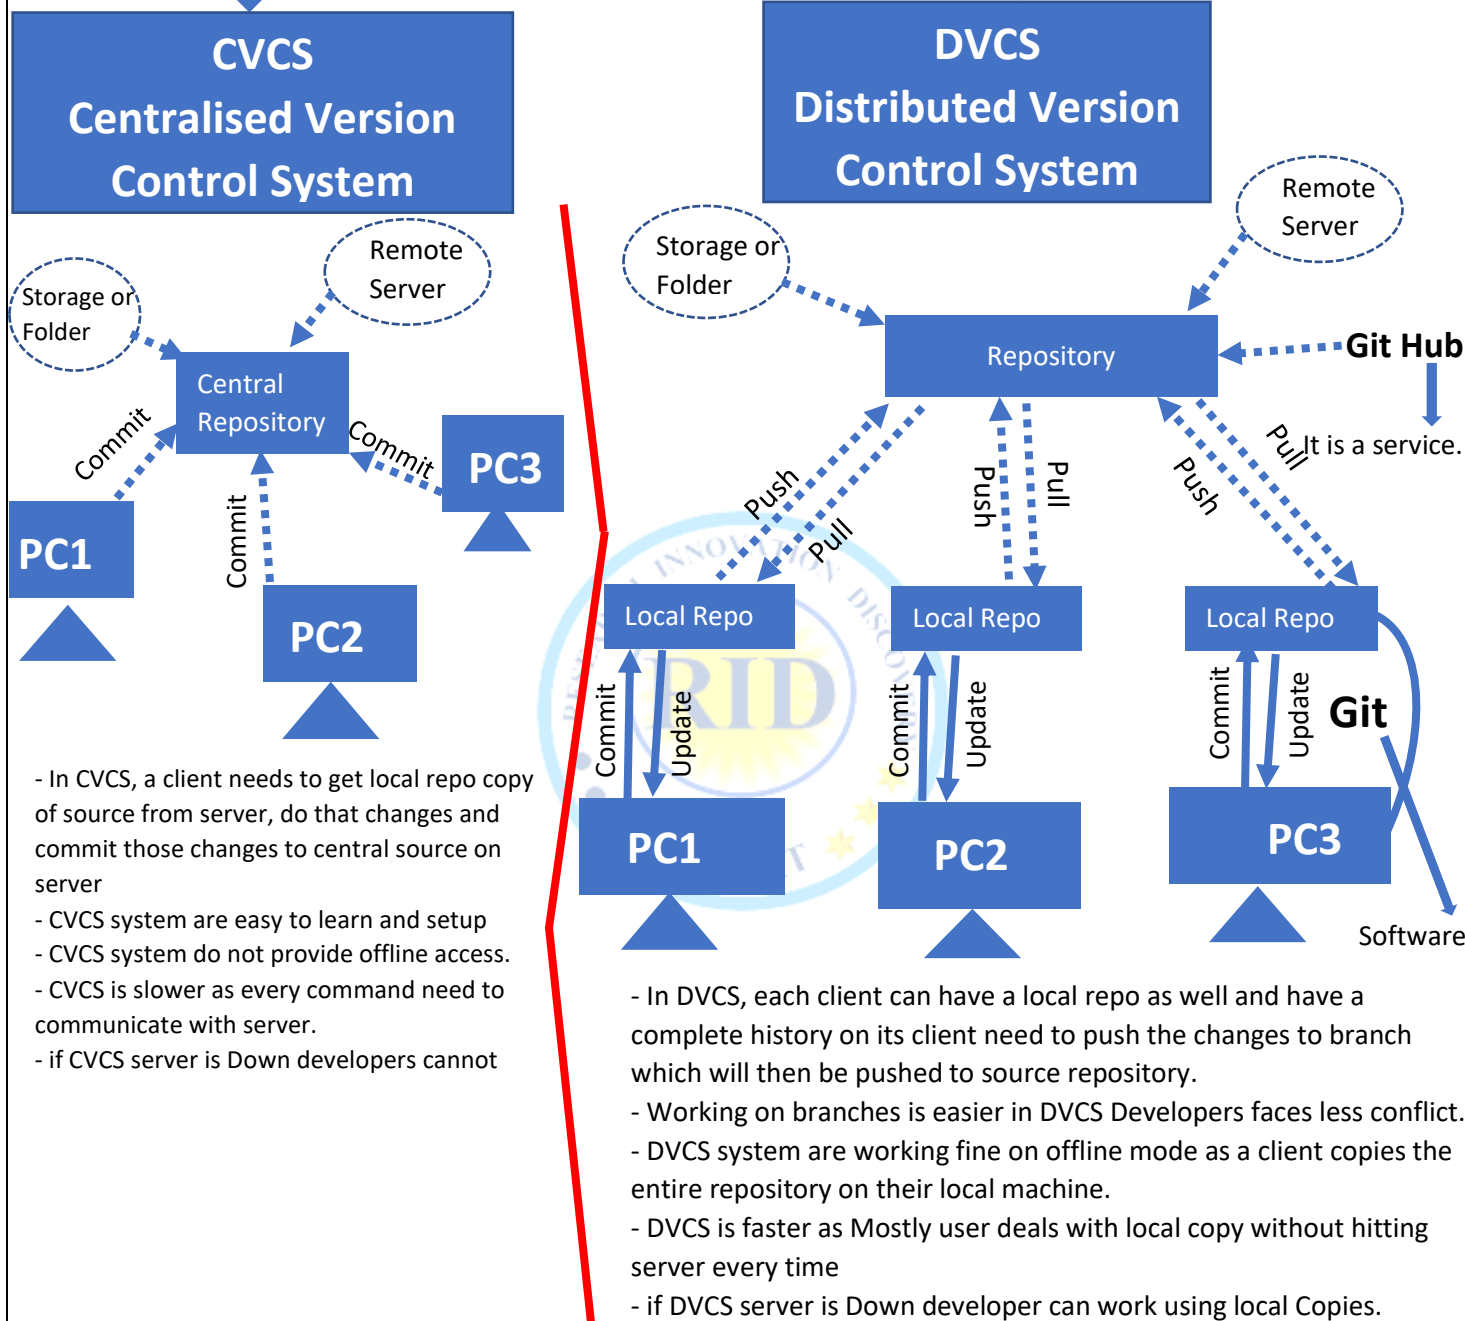 CVCS
Centralised Version
Control System
Remote
Server
Storage or
Folder
Central
Repository
Commit
Commit
Commit
PC1
PC2
PC3
- In CVCS, a client needs to get local repo copy
of source from server, do that changes and
commit those changes to central source on
server
- CVCS system are easy to learn and setup
- CVCS system do not provide offline access.
- CVCS is slower as every command need to
communicate with server.
- if CVCS server is Down developers cannot
DVCS
Distributed Version
Control System
Storage or
Folder
Remote
Server
Repository
Git Hub
It is a service.
Push
Pull
Push
Pull
Push
Pull
Local Repo
Local Repo
Local Repo
Commit
Update
Commit
Update
Commit
Update
Git
PC1
PC2
PC3
Software
INNOVATION DISCOVERY
RID
- In DVCS, each client can have a local repo as well and have a
complete history on its client need to push the changes to branch
which will then be pushed to source repository.
- Working on branches is easier in DVCS Developers faces less conflict.
- DVCS system are working fine on offline mode as a client copies the
entire repository on their local machine.
- DVCS is faster as Mostly user deals with local copy without hitting
server every time
- if DVCS server is Down developer can work using local Copies.